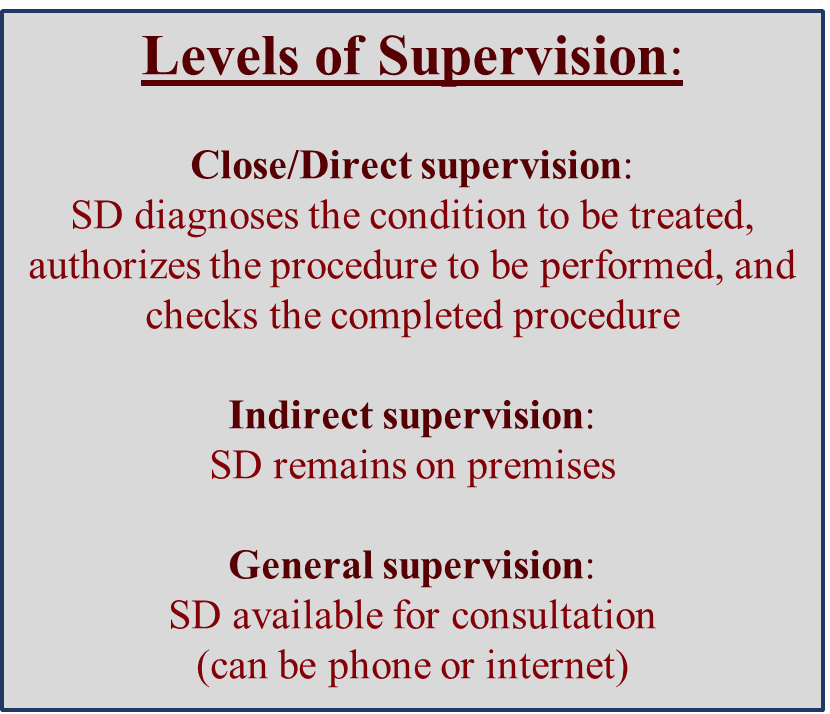 Levels of Supervision:
Close/Direct supervision:
SD diagnoses the condition to be treated,
authorizes the procedure to be performed, and
checks the completed procedure
Indirect supervision:
SD remains on premises
General supervision:
SD available for consultation
(can be phone or internet)